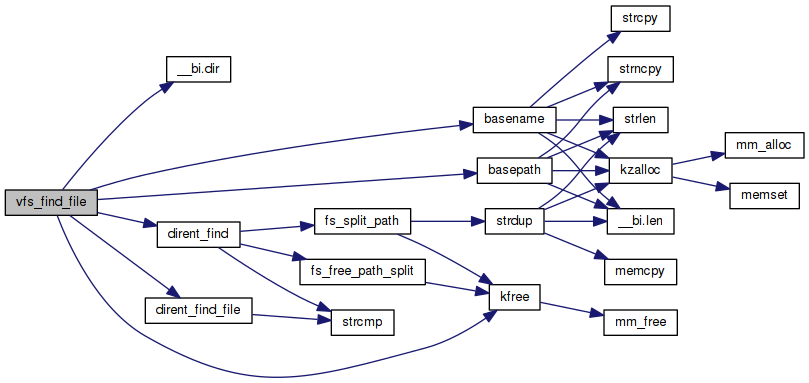 strcpy
__bi.dir
strncpy
basename
strlen
mm_alloc
basepath
kzalloc
memset
vfs_find_file
fs_split_path
strdup
__bi.len
dirent_find
fs_free_path_split
memcpy
kfree
dirent_find_file
strcmp
mm_free